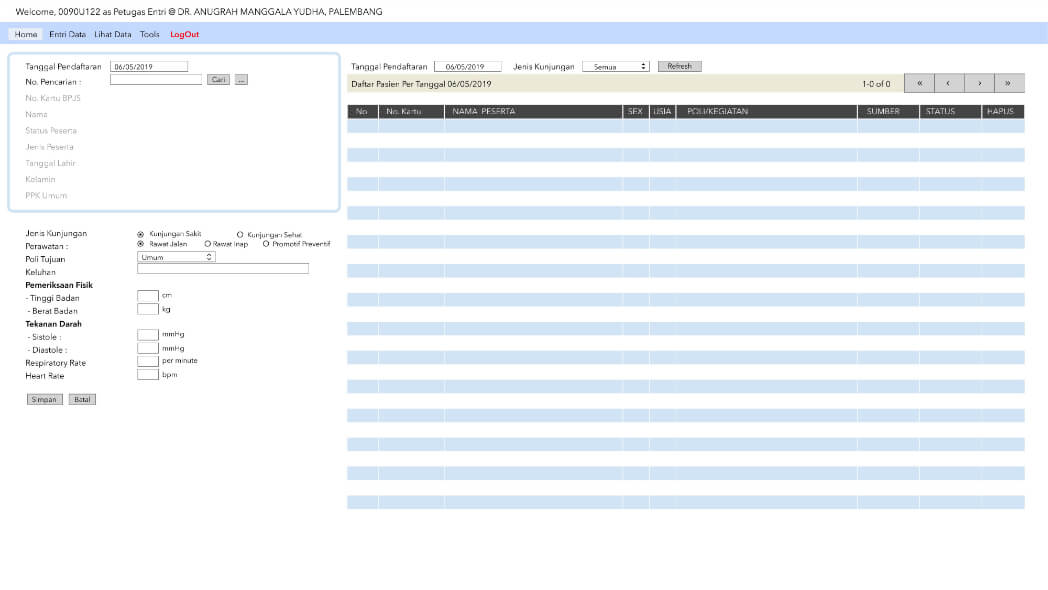 Welcome, 0090U122 as Petugas Entri @ DR. ANUGRAH MANGGALA YUDHA, PALEMBANG
Home Entri Data Lihat Data Tools LogOut
Tanggal Pendaftaran 06/05/2019
No. Pencarian : Cari ...
No. Kartu BPJS
Nama
Status Peserta
Jenis Peserta
Tanggal Lahir
Kelamin
PPK Umum
Jenis Kunjungan Kunjungan Sakit Kunjungan Sehat
Perawatan : Rawat Jalan Rawat Inap Promotif Preventif
Poli Tujuan Umum
Keluhan
Pemeriksaan Fisik
- Tinggi Badan cm
- Berat Badan kg
Tekanan Darah
- Sistole : mmHg
- Diastole : mmHg
Respiratory Rate per minute
Heart Rate bpm
Simpan Batal
Tanggal Pendaftaran 06/05/2019 Jenis Kunjungan Semua Refresh
Daftar Pasien Per Tanggal 06/05/2019 1-0 of 0 « ‹ › »
No No. Kartu NAMA PESERTA SEX USIA POLI/KEGIATAN SUMBER STATUS HAPUS